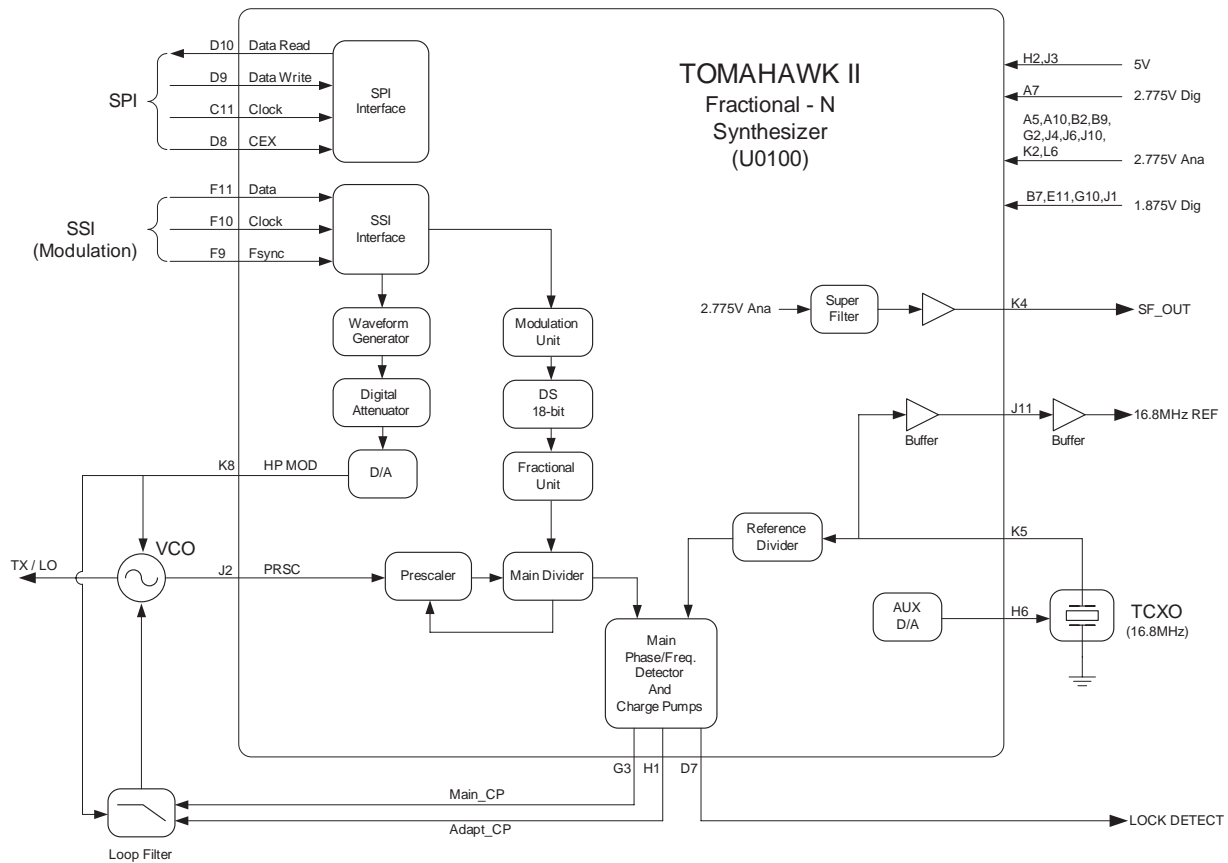 D10 Data Read
D9 Data Write
C11 Clock
D8 CEX
SPI
SPI
Interface
F11 Data
F10 Clock
F9 Fsync
SSI
(Modulation)
SSI
Interface
TOMAHAWK II
Fractional - N
Synthesizer
(U0100)
H2,J3
5V
A7
2.775V Dig
A5,A10,B2,B9,
G2,J4,J6,J10,
K2,L6
2.775V Ana
B7,E11,G10,J1
1.875V Dig
2.775V Ana
Super
Filter
K4
SF_OUT
Waveform
Generator
Modulation
Unit
Digital
Attenuator
DS
18-bit
Buffer
J11
Buffer
16.8MHz REF
K8
HP MOD
D/A
Fractional
Unit
Reference
Divider
K5
VCO
TX / LO
J2
PRSC
Prescaler
Main Divider
AUX
D/A
H6
TCXO
(16.8MHz)
Main
Phase/Freq.
Detector
And
Charge Pumps
G3
H1
D7
Main_CP
Adapt_CP
LOCK DETECT
Loop Filter